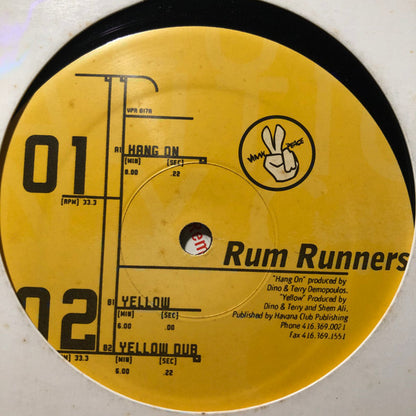 VPR 017A
01
A1 HANG ON
[MIN] [SEC]
8.00 .22
[RPM] 33.3
VINYL PEACE
Rum Runners
"Hang On" produced by
Dino & Terry Demopoulos.
"Yellow" Produced by
Dino & Terry and Shem Ali,
Published by Havana Club Publishing
Phone 416.369.0021
Fax 416.369.1551
02
B1 YELLOW
[MIN] [SEC]
6.00 .00
B2 YELLOW DUB
33.3
[MIN] [SEC]
6.00 .22